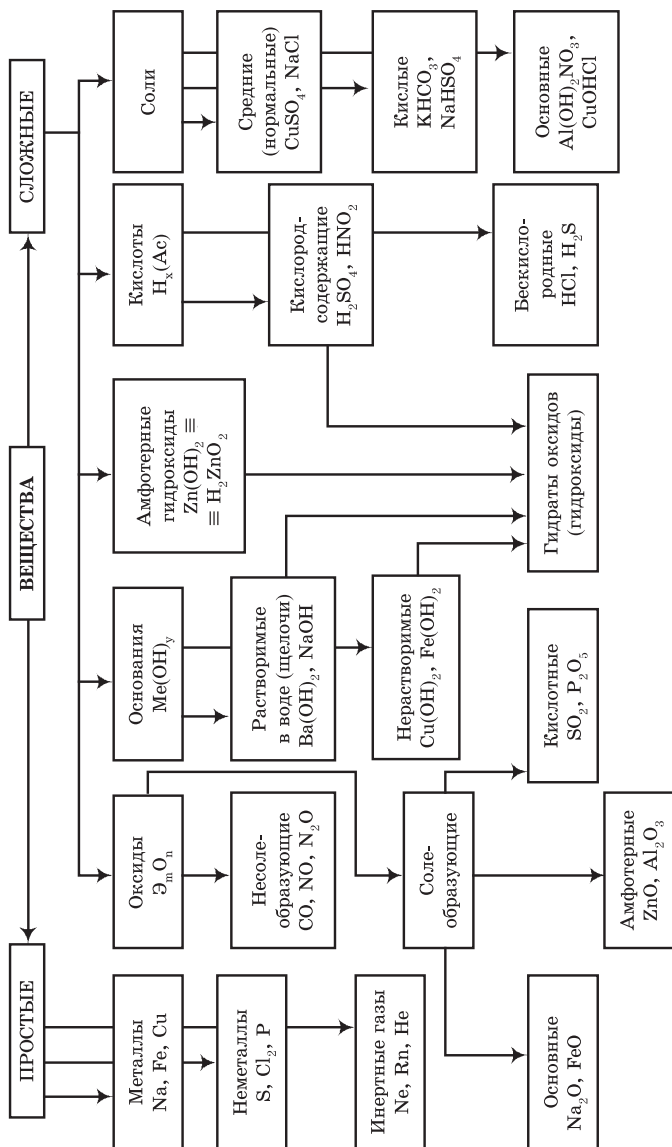 ВЕЩЕСТВА
ПРОСТЫЕ
СЛОЖНЫЕ
Металлы
Na, Fe, Cu
Неметаллы
S, Cl₂, P
Инертные газы
Ne, Rn, He
Оксиды
ЭₘOₙ
Несоле-
образующие
CO, NO, N₂O
Соле-
образующие
Основные
Na₂O, FeO
Амфотерные
ZnO, Al₂O₃
Кислотные
SO₂, P₂O₅
Основания
Me(OH)ᵧ
Растворимые
в воде (щелочи)
Ba(OH)₂, NaOH
Нерастворимые
Cu(OH)₂, Fe(OH)₂
Амфотерные
гидроксиды
Zn(OH)₂ ≡
≡ H₂ZnO₂
Гидраты оксидов
(гидроксиды)
Кислоты
Hₓ(Ac)
Кислород-
содержащие
H₂SO₄, HNO₂
Бескисло-
родные
HCl, H₂S
Соли
Средние
(нормальные)
CuSO₄, NaCl
Кислые
KHCO₃,
NaHSO₄
Основные
Al(OH)₂NO₃,
CuOHCl